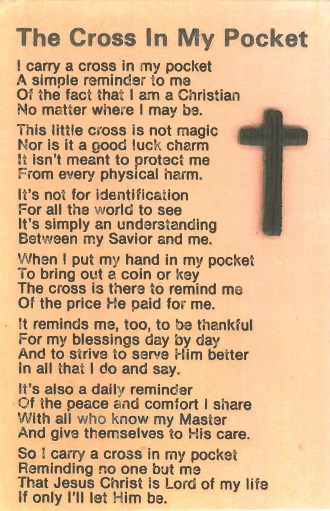 The Cross In My Pocket
I carry a cross in my pocket
A simple reminder to me
Of the fact that I am a Christian
No matter where I may be.
This little cross is not magic
Nor is it a good luck charm
It isn't meant to protect me
From every physical harm.
It's not for identification
For all the world to see
It's simply an understanding
Between my Savior and me.
When I put my hand in my pocket
To bring out a coin or key
The cross is there to remind me
Of the price He paid for me.
It reminds me, too, to be thankful
For my blessings day by day
And to strive to serve Him better
In all that I do and say.
It's also a daily reminder
Of the peace and comfort I share
With all who know my Master
And give themselves to His care.
So I carry a cross in my pocket
Reminding no one but me
That Jesus Christ is Lord of my life
If only I'll let Him be.